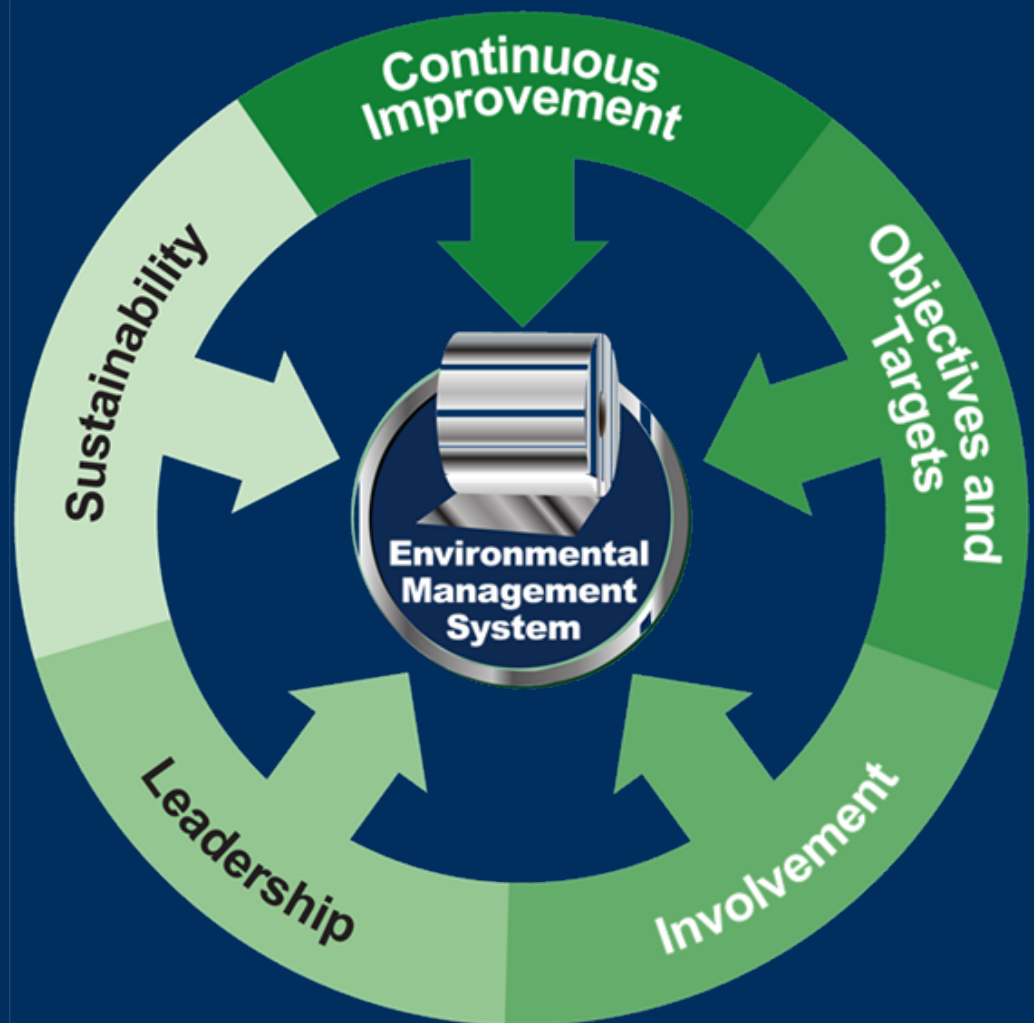 Continuous
Improvement
Objectives and
Targets
Sustainability
Environmental
Management
System
Leadership
Involvement